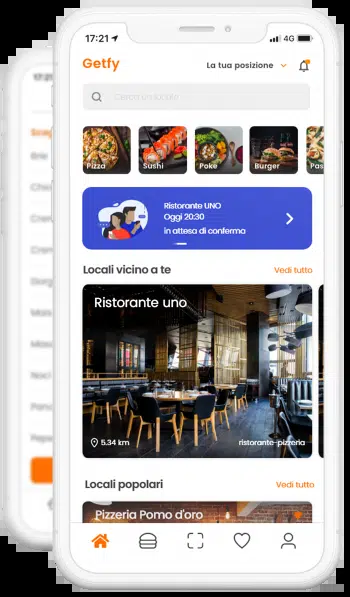 17:21
4G
Getfy
La tua posizione
Cerca un locale
Pizza
Sushi
Poke
Burger
Pas
Ristorante UNO
Oggi 20:30
in attesa di conferma
Locali vicino a te
Vedi tutto
Ristorante uno
5.34 km
ristorante-pizzeria
Locali popolari
Vedi tutto
Pizzeria Pomo d'oro